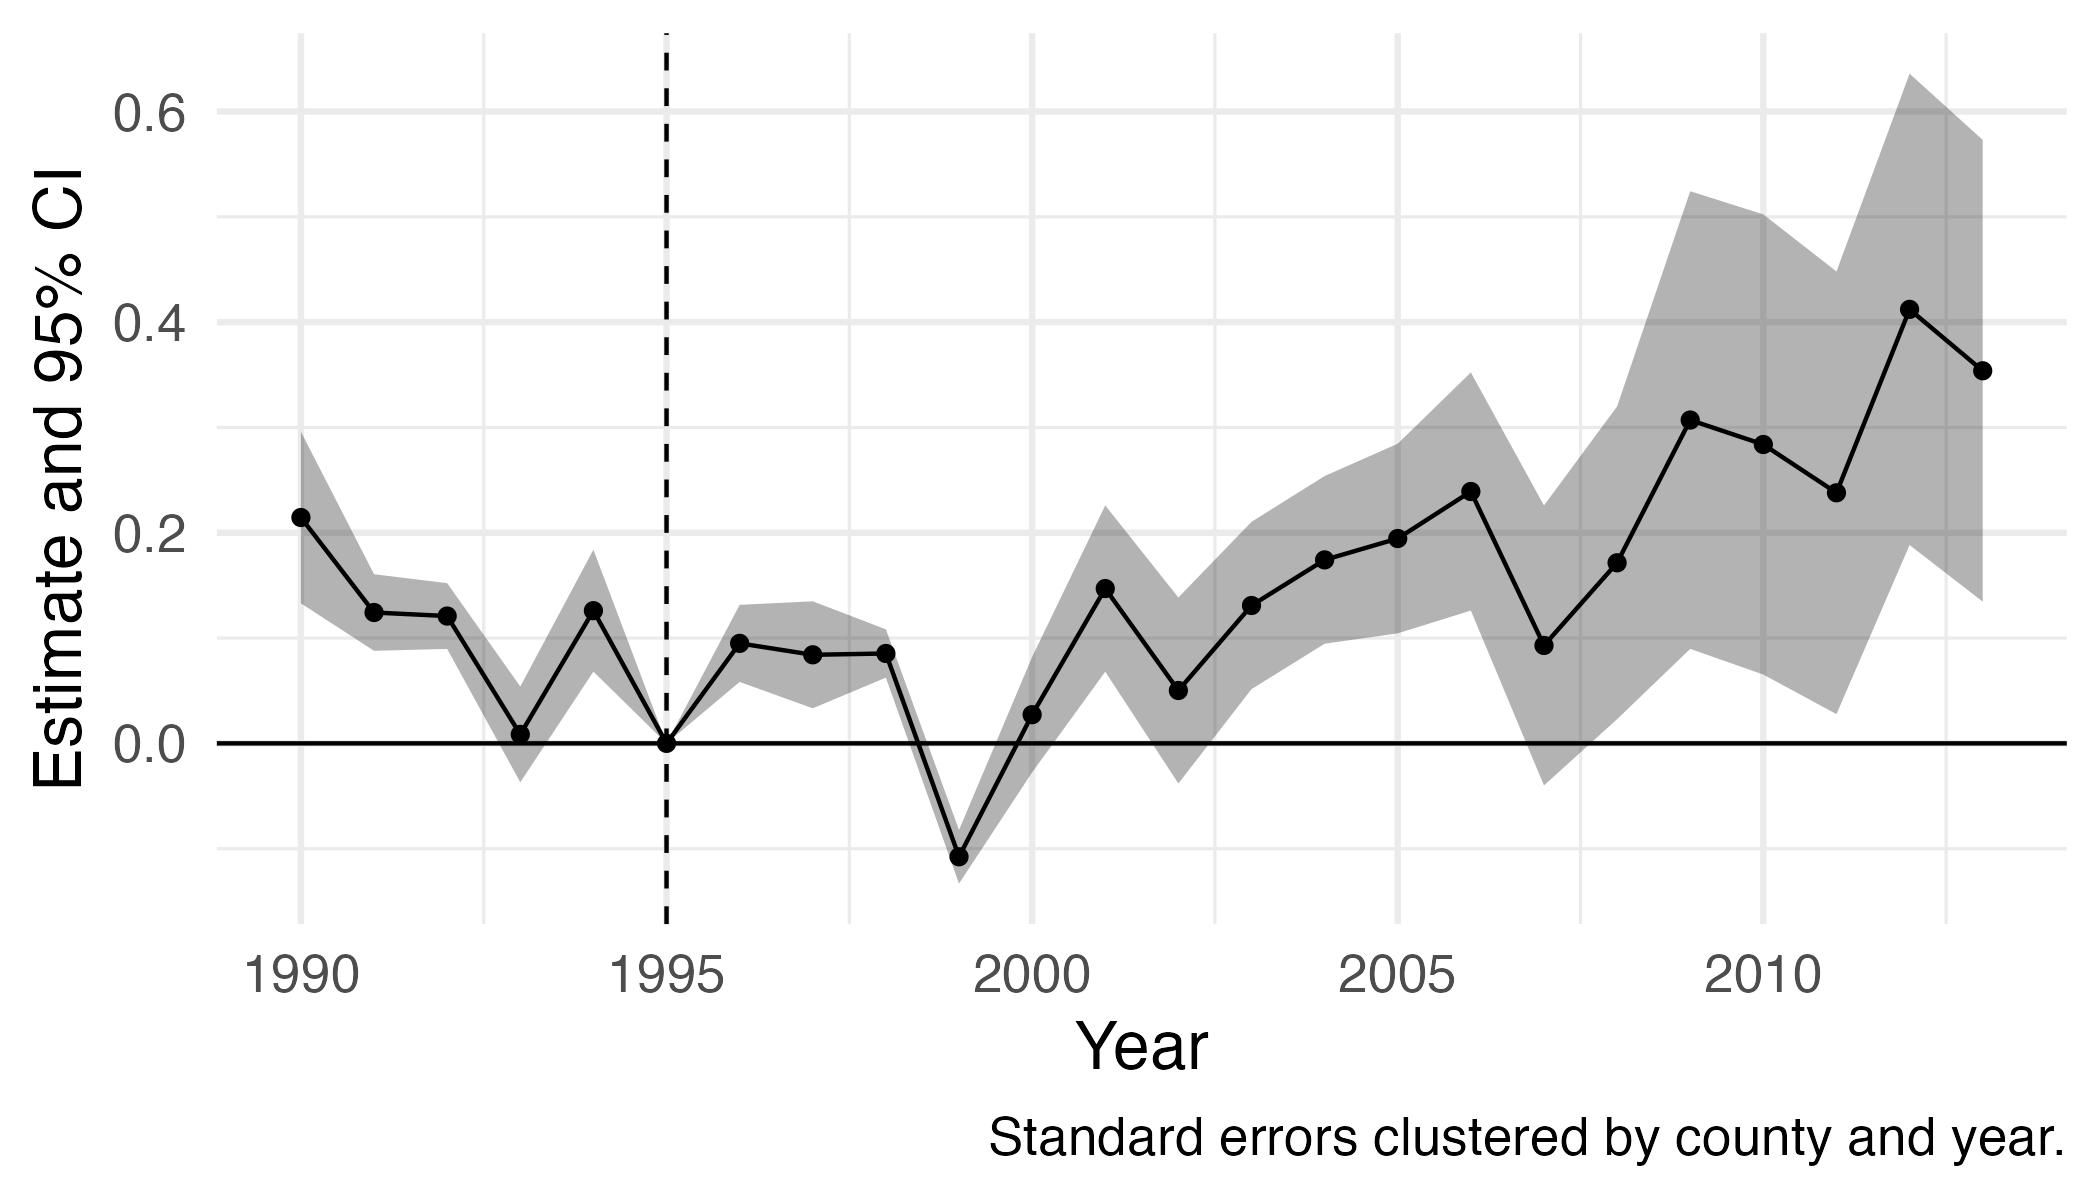 Estimate and 95% CI
0.6
0.4
0.2
0.0
1990 1995 2000 2005 2010
Year
Standard errors clustered by county and year.